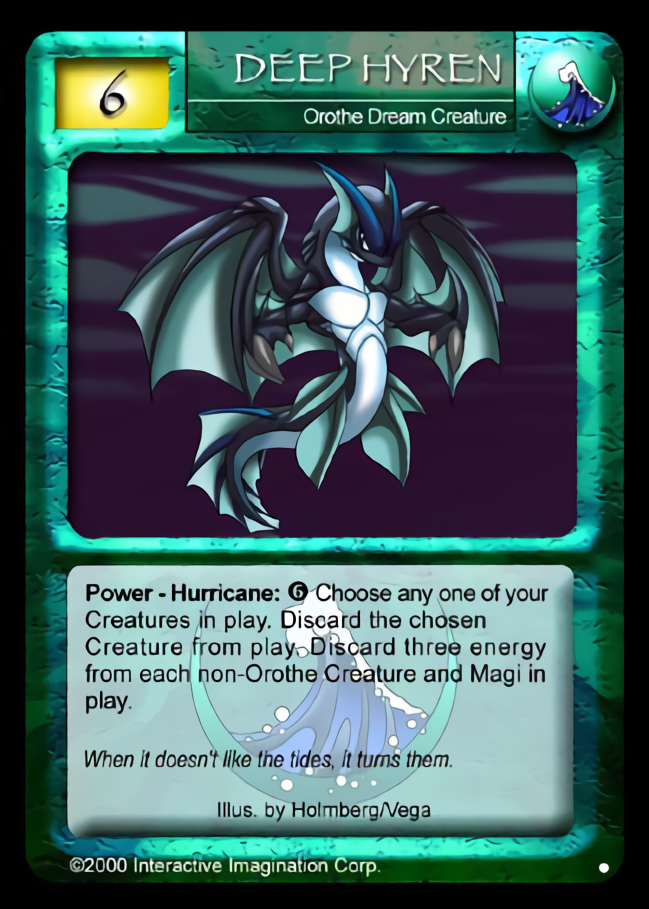 6
DEEP HYREN
Orothe Dream Creature
Power - Hurricane: ❻ Choose any one of your
Creatures in play. Discard the chosen
Creature from play. Discard three energy
from each non-Orothe Creature and Magi in
play.
When it doesn't like the tides, it turns them.
Illus. by Holmberg/Vega
©2000 Interactive Imagination Corp.